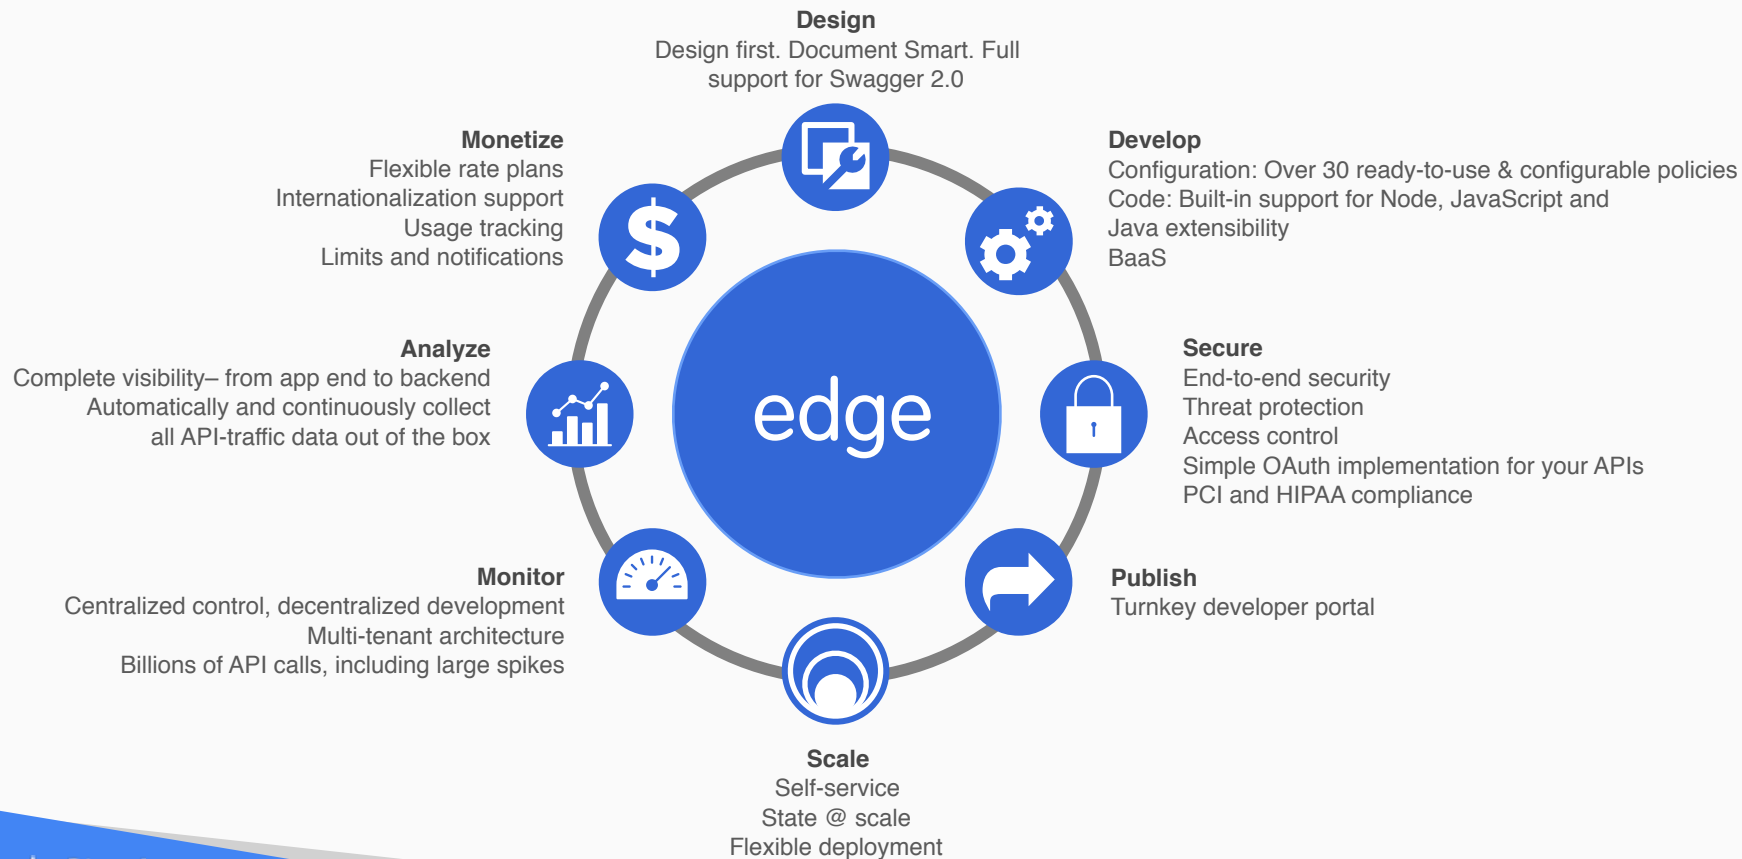 Design
Design first. Document Smart. Full
support for Swagger 2.0
Monetize
Flexible rate plans
Internationalization support
Usage tracking
Limits and notifications
Develop
Configuration: Over 30 ready-to-use & configurable policies
Code: Built-in support for Node, JavaScript and
Java extensibility
BaaS
Analyze
Complete visibility– from app end to backend
Automatically and continuously collect
all API-traffic data out of the box
edge
Secure
End-to-end security
Threat protection
Access control
Simple OAuth implementation for your APIs
PCI and HIPAA compliance
Monitor
Centralized control, decentralized development
Multi-tenant architecture
Billions of API calls, including large spikes
Publish
Turnkey developer portal
Scale
Self-service
State @ scale
Flexible deployment